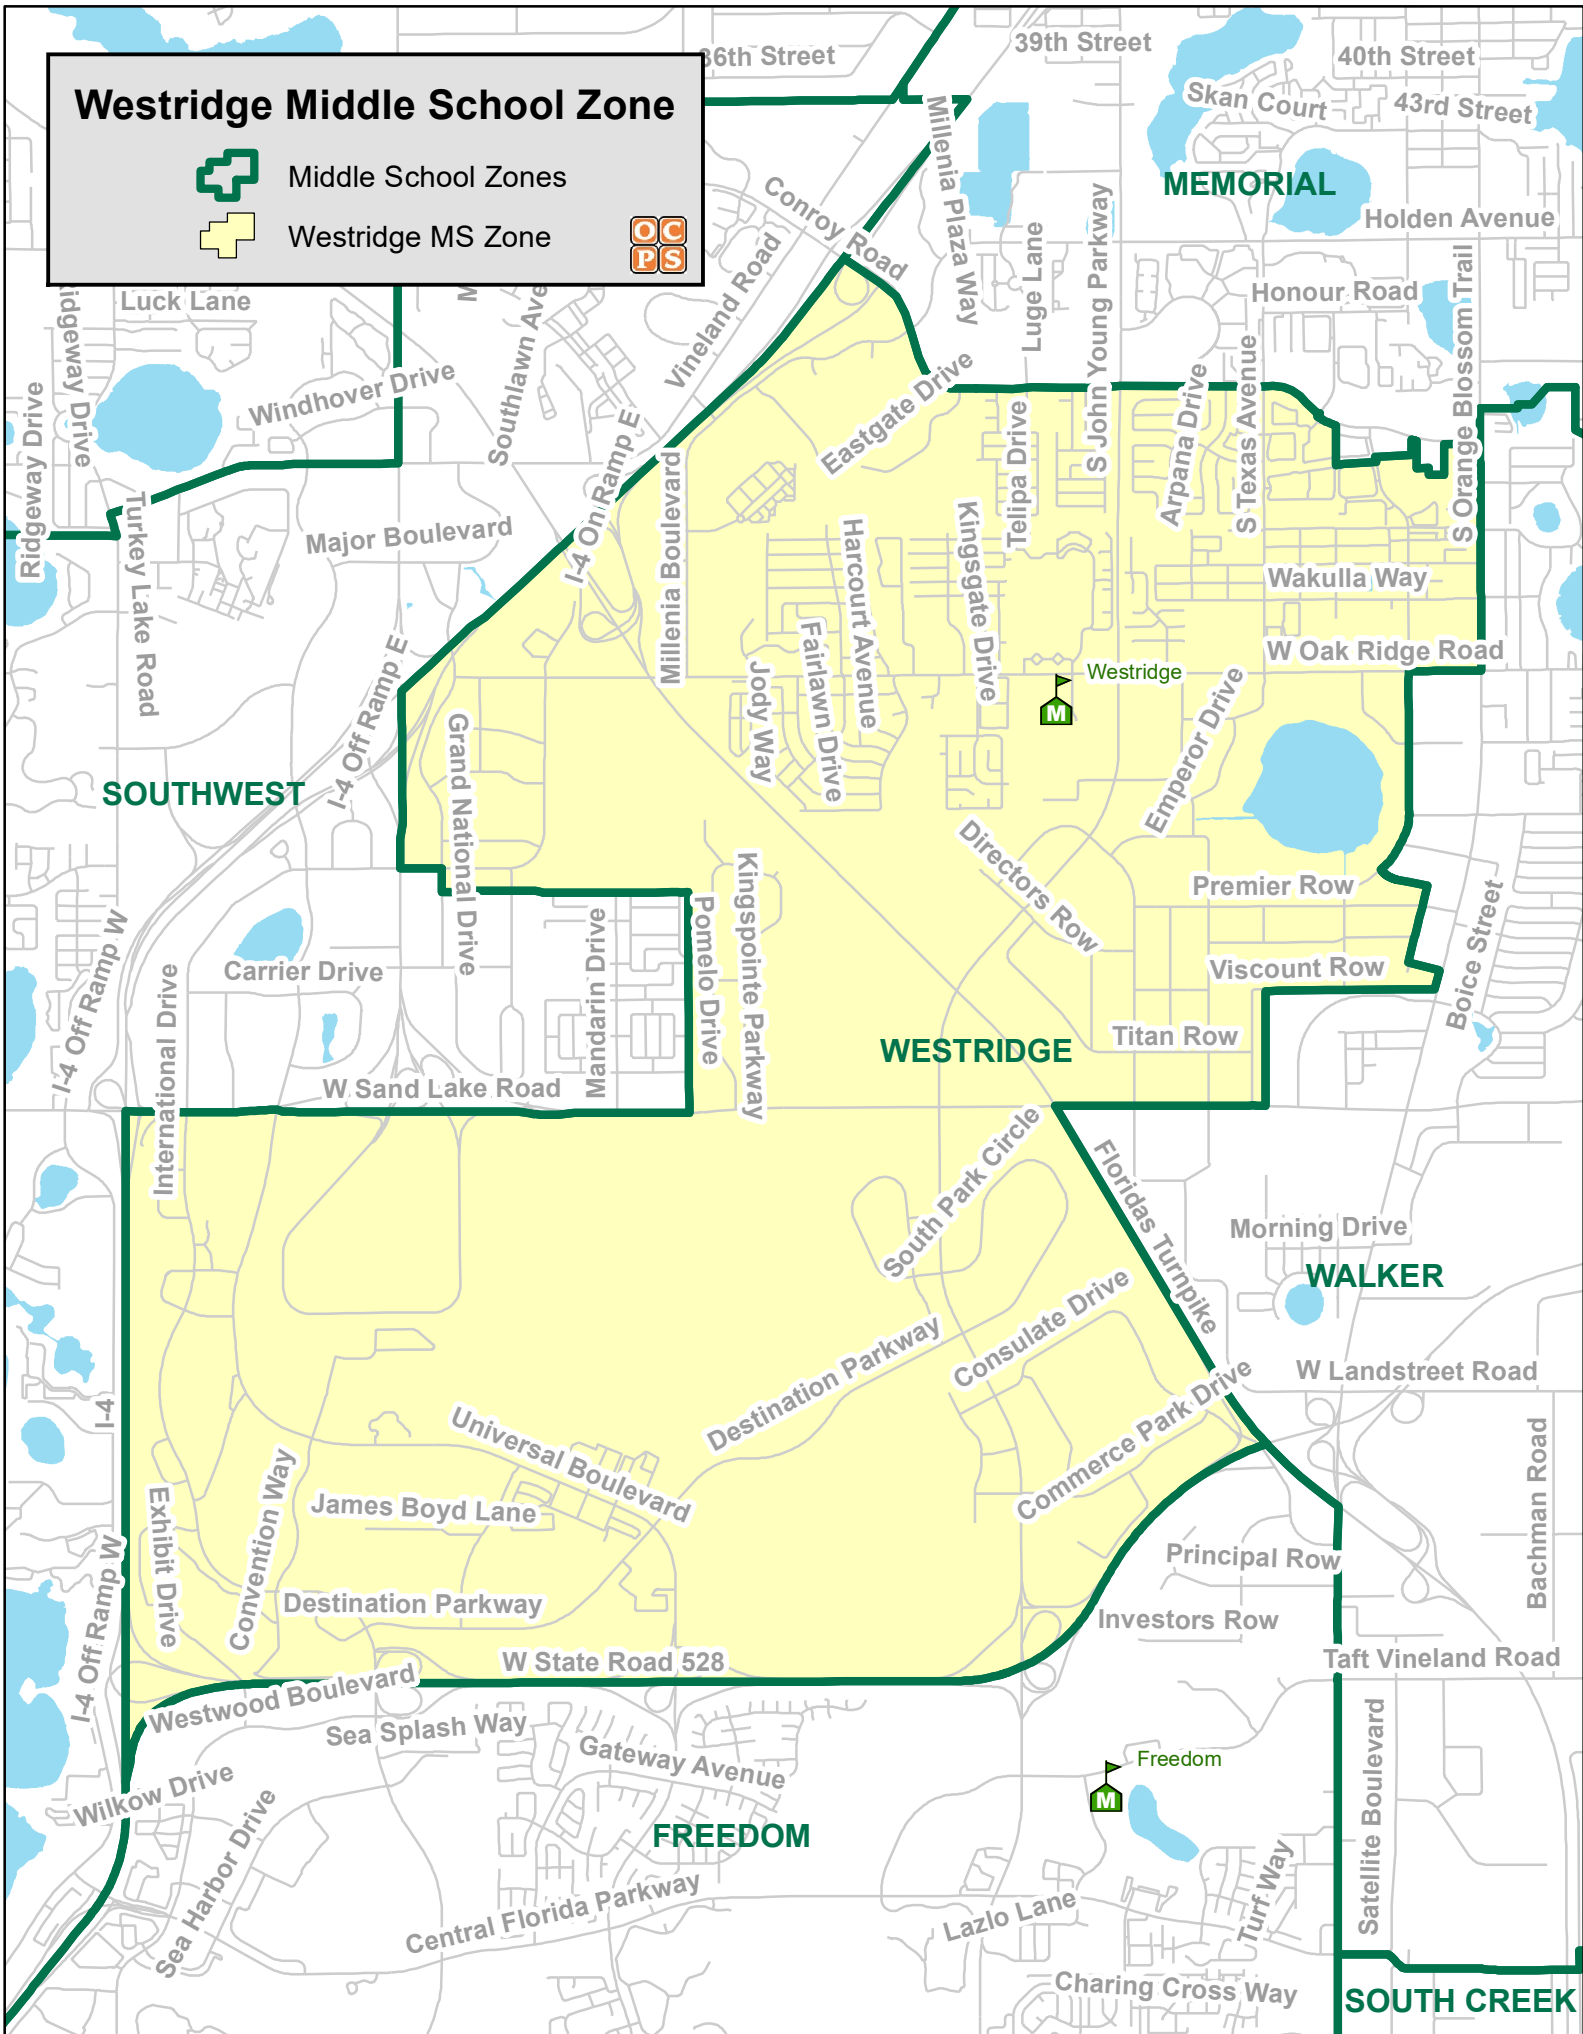 36th Street
39th Street
40th Street
Westridge Middle School Zone
Middle School Zones
Westridge MS Zone
OC
PS
Skan Court
43rd Street
Millenia Plaza Way
MEMORIAL
Conroy Road
Holden Avenue
Vineland Road
Luge Lane
S John Young Parkway
Luck Lane
Honour Road
S Orange Blossom Trail
Southlawn Ave
Ridgeway Drive
Ridgeway Drive
Windhover Drive
Eastgate Drive
Telipa Drive
Arpana Drive
S Texas Avenue
I-4 On Ramp E
Millenia Boulevard
Turkey Lake Road
Major Boulevard
Harcourt Avenue
Kingsgate Drive
Wakulla Way
Fairlawn Drive
Jody Way
W Oak Ridge Road
Westridge
M
I-4 Off Ramp E
Grand National Drive
Emperor Drive
SOUTHWEST
Directors Row
Kingspointe Parkway
Premier Row
Pomelo Drive
Mandarin Drive
Boice Street
I-4 Off Ramp W
International Drive
Carrier Drive
Viscount Row
Titan Row
WESTRIDGE
W Sand Lake Road
South Park Circle
Floridas Turnpike
Morning Drive
WALKER
Consulate Drive
Destination Parkway
W Landstreet Road
I-4
Commerce Park Drive
Universal Boulevard
Bachman Road
Exhibit Drive
Convention Way
James Boyd Lane
Principal Row
I-4 Off Ramp W
Destination Parkway
Investors Row
W State Road 528
Taft Vineland Road
Westwood Boulevard
Sea Splash Way
Gateway Avenue
Freedom
M
Satellite Boulevard
Wilkow Drive
Sea Harbor Drive
FREEDOM
Turf Way
Central Florida Parkway
Lazlo Lane
Charing Cross Way
SOUTH CREEK